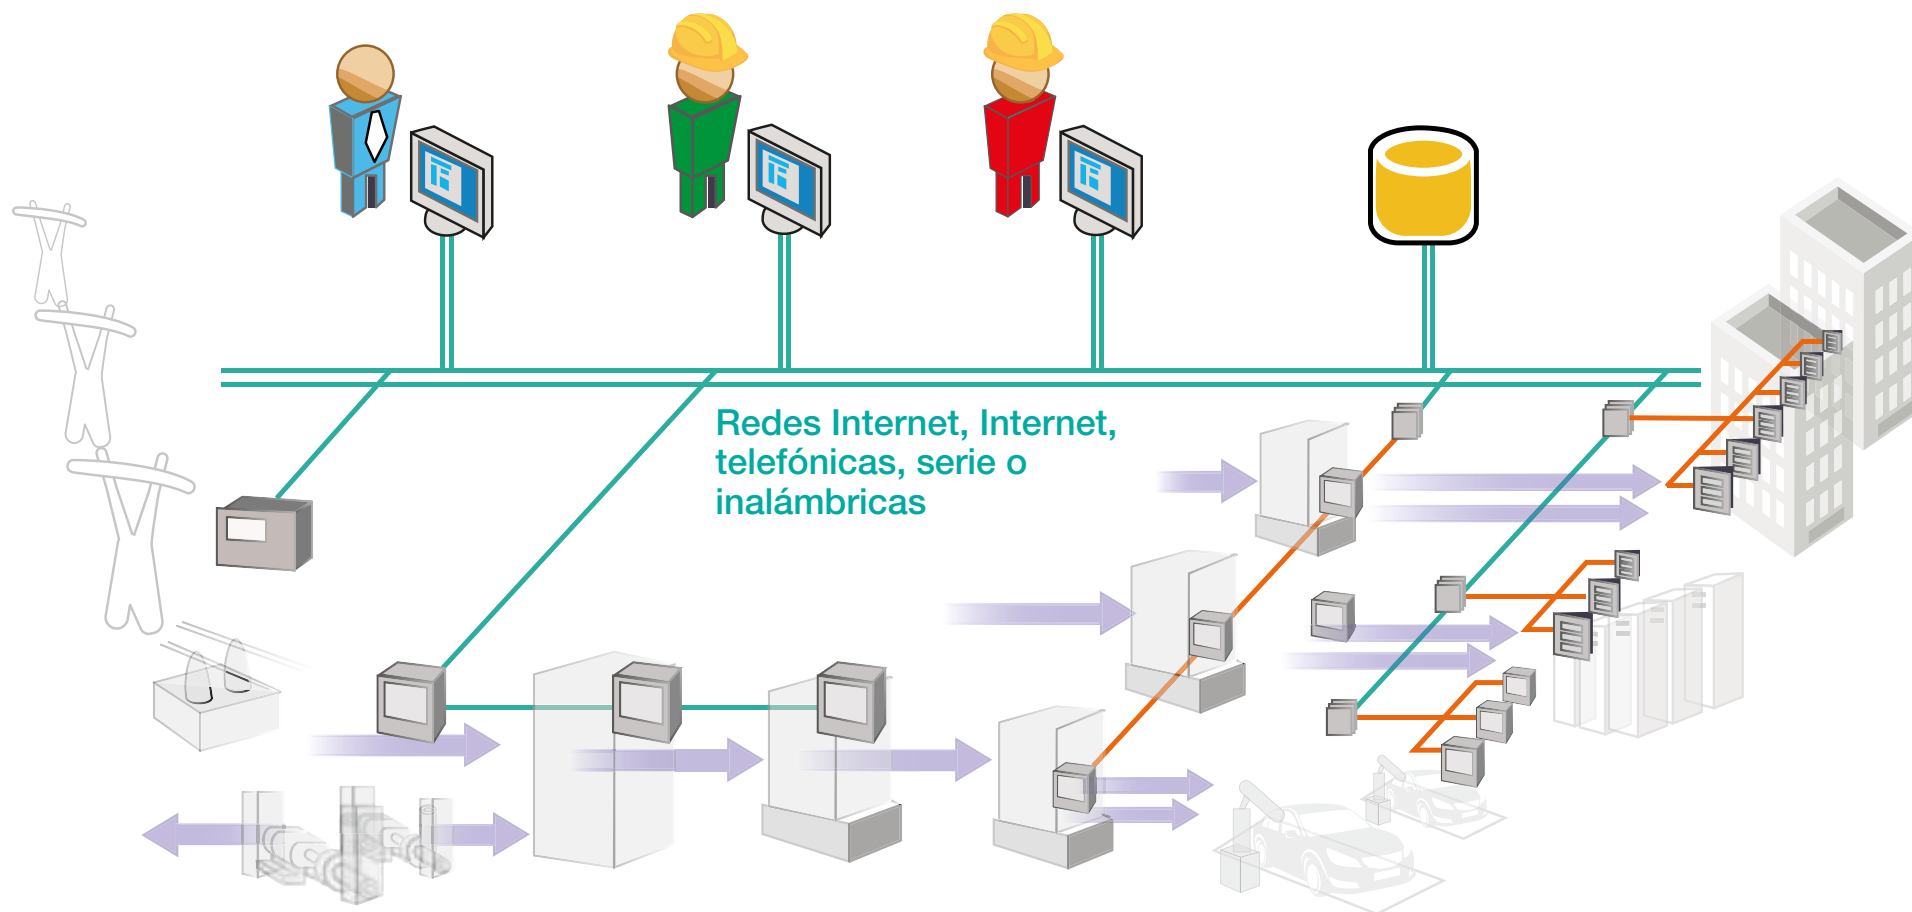 Redes Internet, Internet,
telefónicas, serie o
inalámbricas